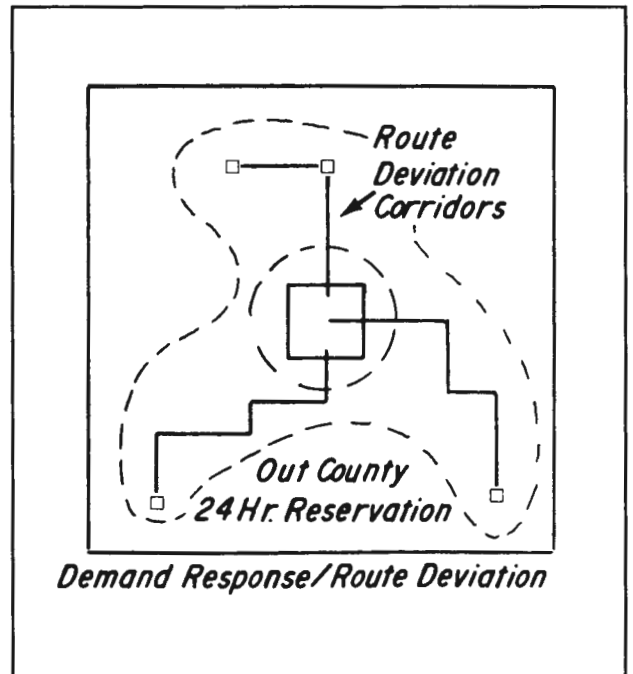 Route
Deviation
Corridors
Out County
24 Hr. Reservation
Demand Response/Route Deviation